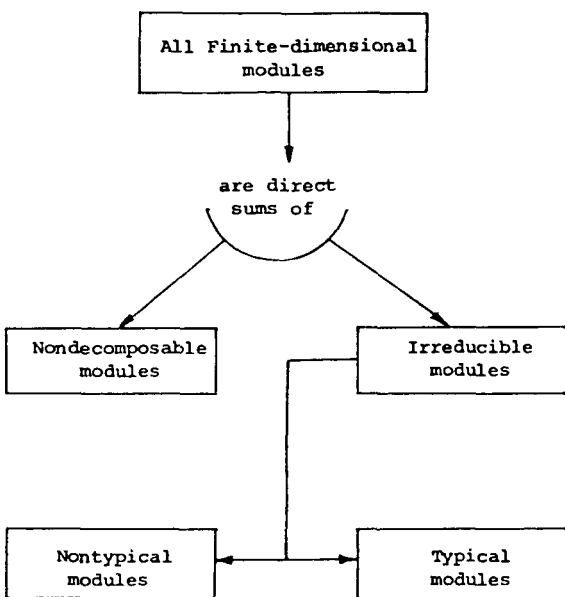 All Finite-dimensional
modules
are direct
sums of
Nondecomposable
modules
Irreducible
modules
Nontypical
modules
Typical
modules